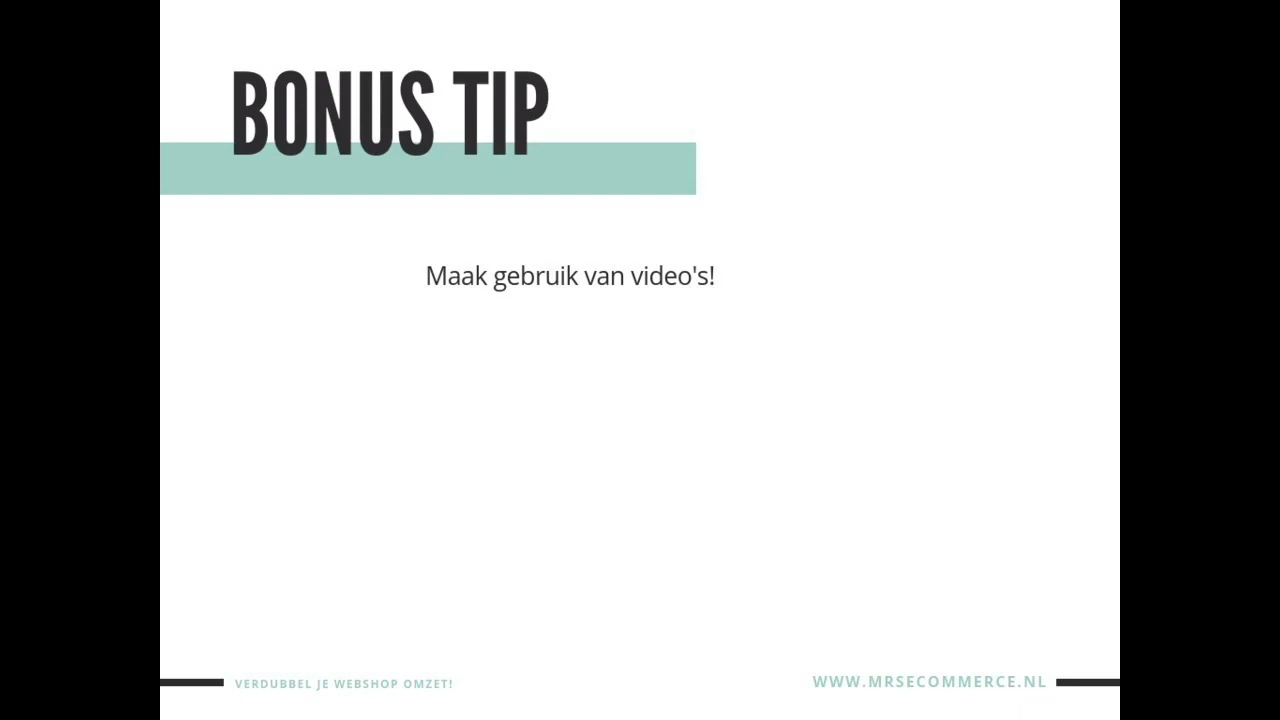 BONUS TIP
Maak gebruik van video's!
VERDUBBEL JE WEBSHOP OMZET!
WWW.MRSECOMMERCE.NL